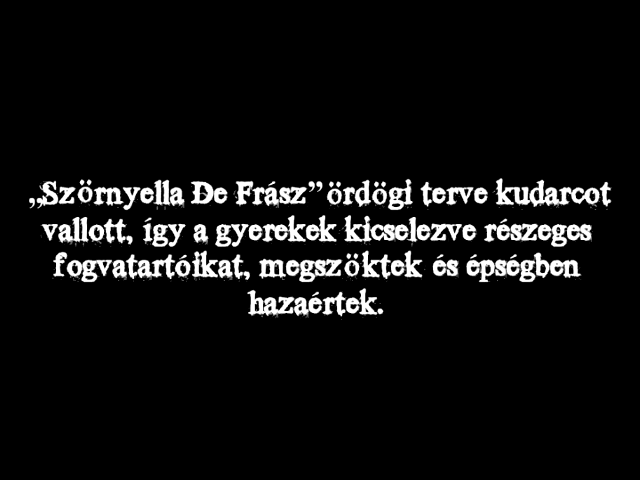 „Szörnyella De Frász” ördögi terve kudarcot
vallott, így a gyerekek kicselezve részeges
fogvatartóikat, megszöktek és épségben
hazaértek.